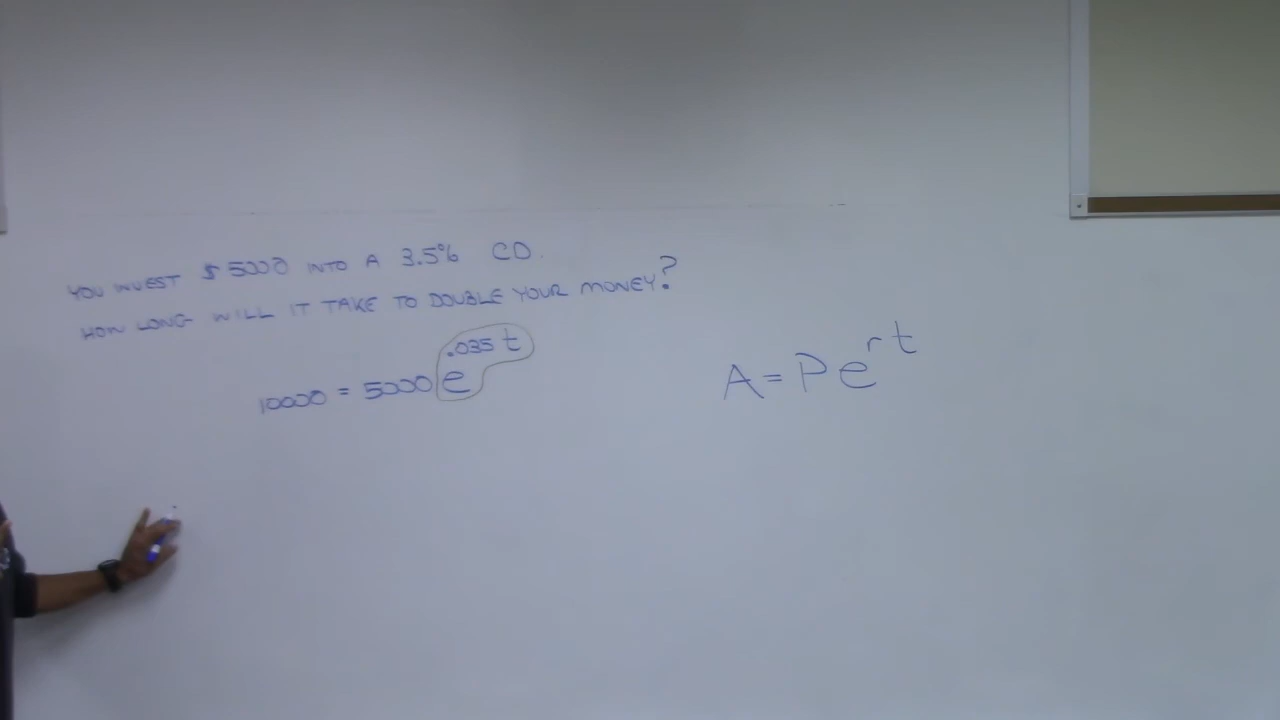 YOU INVEST $5000 INTO A 3.5% CD.
HOW LONG WILL IT TAKE TO DOUBLE YOUR MONEY?
10000 = 5000 e^.035 t
A = P e^r t